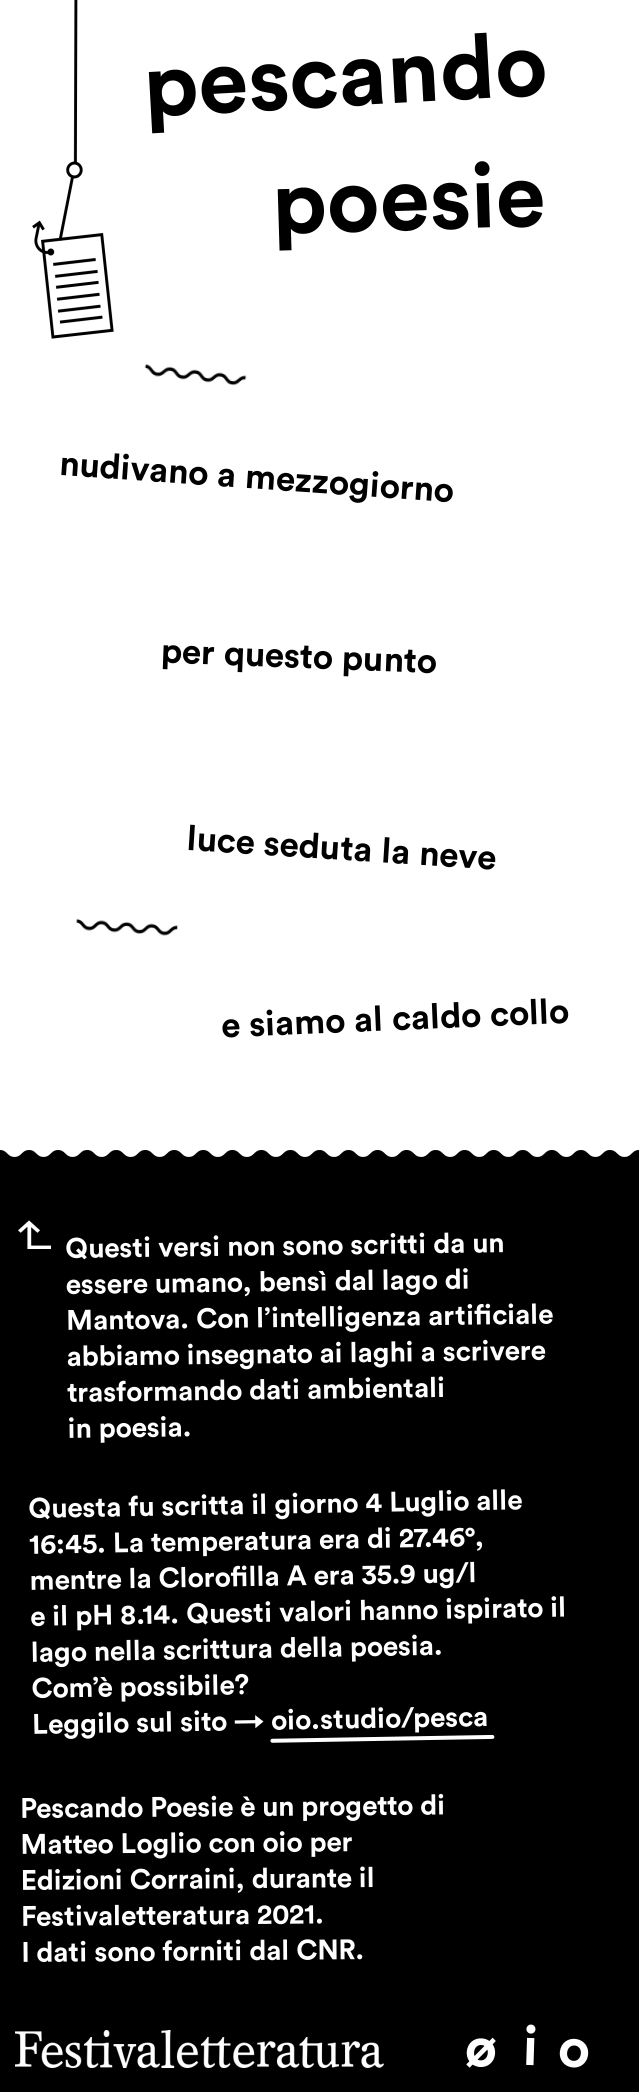 pescando
poesie
nudivano a mezzogiorno
per questo punto
luce seduta la neve
e siamo al caldo collo
Questi versi non sono scritti da un
essere umano, bensì dal lago di
Mantova. Con l’intelligenza artificiale
abbiamo insegnato ai laghi a scrivere
trasformando dati ambientali
in poesia.
Questa fu scritta il giorno 4 Luglio alle
16:45. La temperatura era di 27.46°,
mentre la Clorofilla A era 35.9 ug/l
e il pH 8.14. Questi valori hanno ispirato il
lago nella scrittura della poesia.
Com’è possibile?
Leggilo sul sito → oio.studio/pesca
Pescando Poesie è un progetto di
Matteo Loglio con oio per
Edizioni Corraini, durante il
Festivaletteratura 2021.
I dati sono forniti dal CNR.
Festivaletteratura ø i o